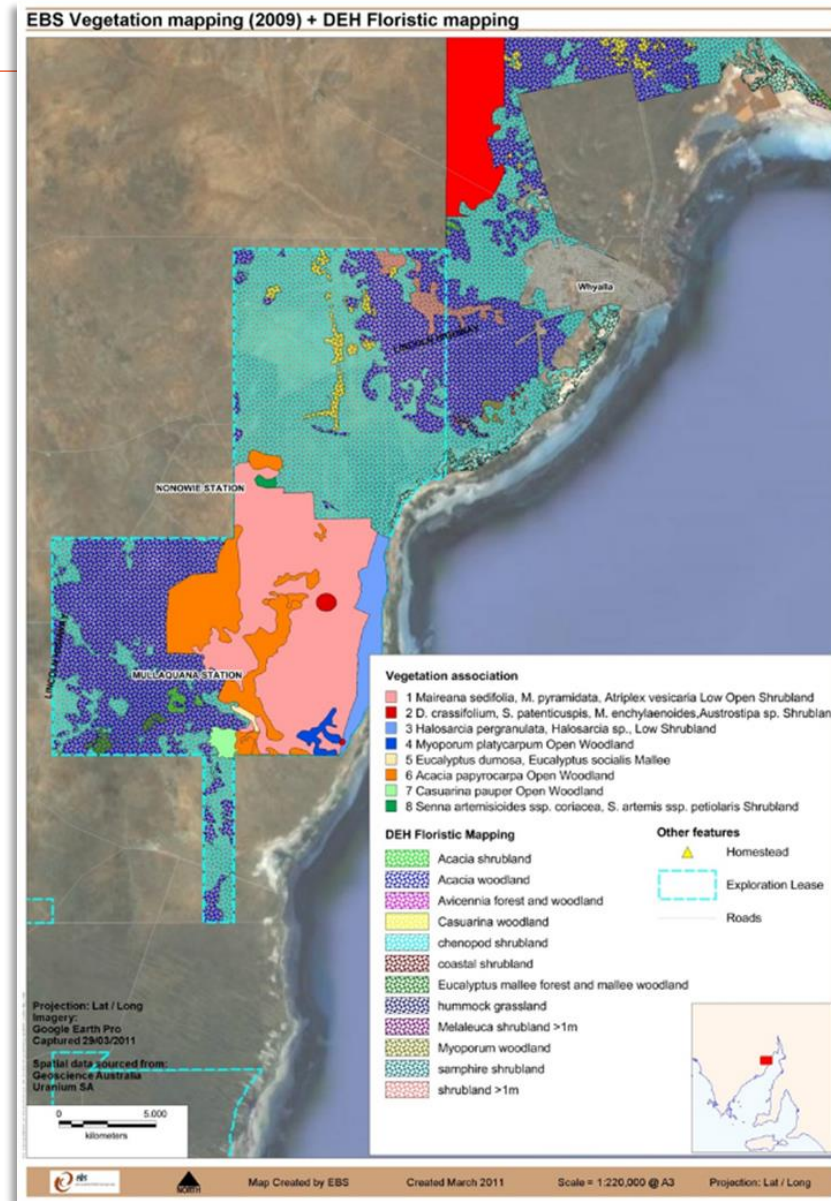 EBS Vegetation mapping (2009) + DEH Floristic mapping
Whyalla
LINCOLN HIGHWAY
NONOWIE STATION
LINCOLN HIGHWAY
MULLAQUANA STATION
Vegetation association
1 Maireana sedifolia, M. pyramidata, Atriplex vesicaria Low Open Shrubland
2 D. crassifolium, S. patenticuspis, M. enchylaenoides,Austrostipa sp. Shrublan
3 Halosarcia pergranulata, Halosarcia sp., Low Shrubland
4 Myoporum platycarpum Open Woodland
5 Eucalyptus dumosa, Eucalyptus socialis Mallee
6 Acacia papyrocarpa Open Woodland
7 Casuarina pauper Open Woodland
8 Senna artemisioides ssp. coriacea, S. artemis ssp. petiolaris Shrubland
DEH Floristic Mapping
Acacia shrubland
Acacia woodland
Avicennia forest and woodland
Casuarina woodland
chenopod shrubland
coastal shrubland
Eucalyptus mallee forest and mallee woodland
hummock grassland
Melaleuca shrubland >1m
Myoporum woodland
samphire shrubland
shrubland >1m
Other features
Homestead
Exploration Lease
Roads
Projection: Lat / Long
Imagery:
Google Earth Pro
Captured 29/03/2011
Spatial data sourced from:
Geoscience Australia
Uranium SA
0 5.000
kilometers
ebs
NORTH
Map Created by EBS
Created March 2011
Scale = 1:220,000 @ A3
Projection: Lat / Long